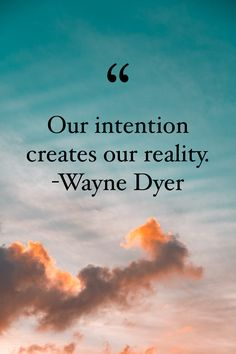 “
Our intention
creates our reality.
-Wayne Dyer